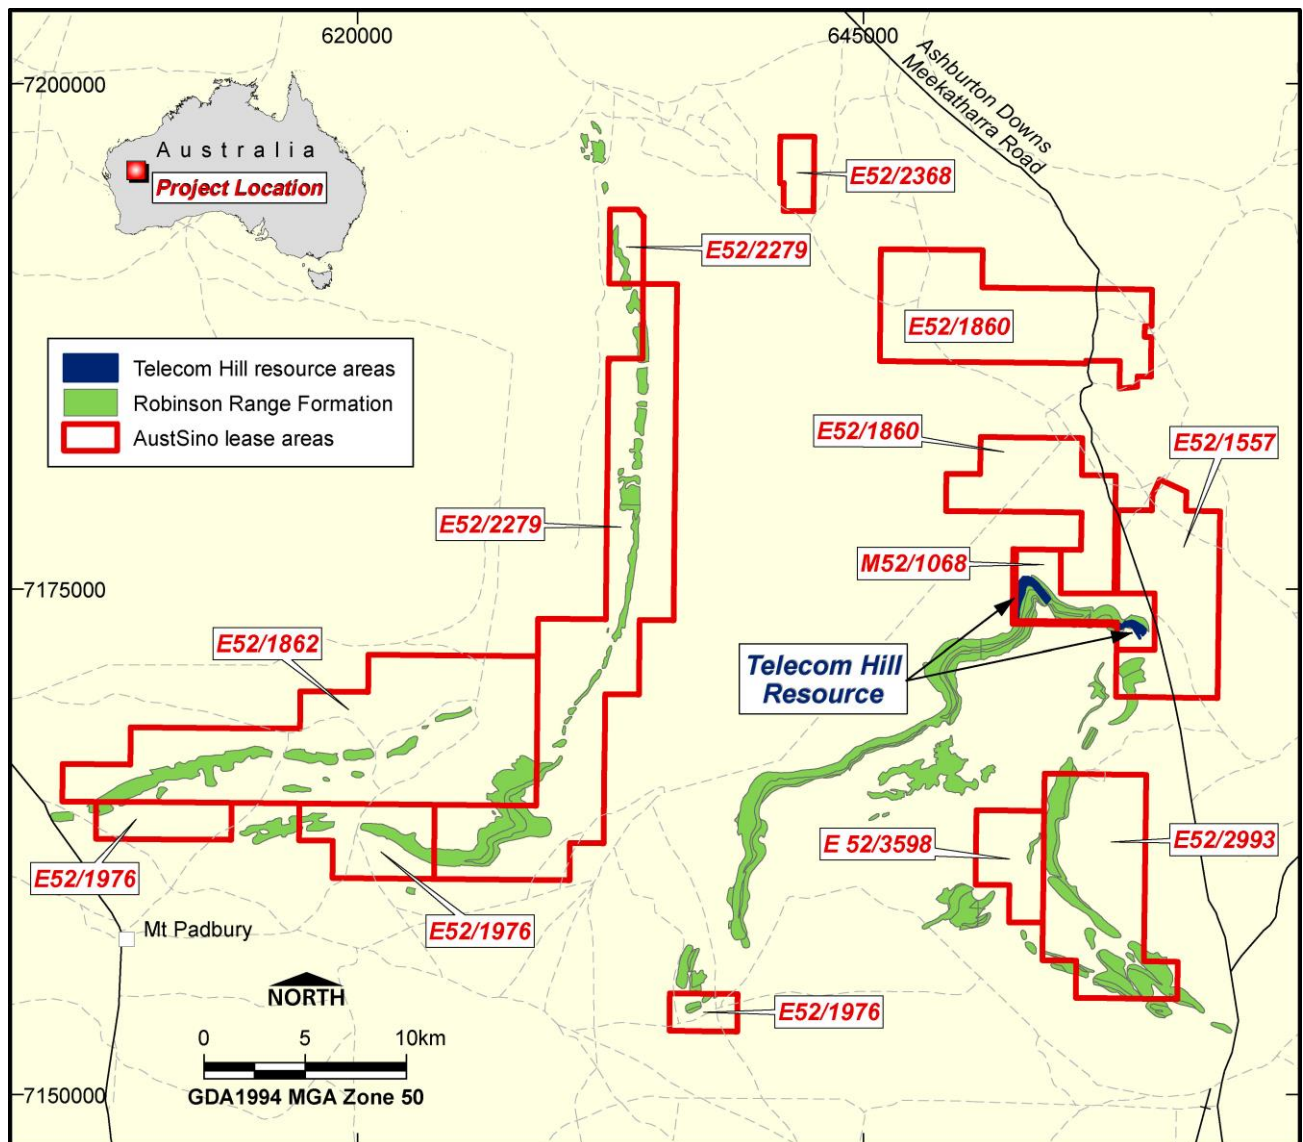 620000
645000
7200000
Ashburton Downs
Meekatharra Road
Australia
Project Location
E52/2368
E52/2279
E52/1860
Telecom Hill resource areas
Robinson Range Formation
AustSino lease areas
E52/1860
E52/1557
E52/2279
M52/1068
7175000
E52/1862
Telecom Hill
Resource
E 52/3598
E52/2993
E52/1976
E52/1976
Mt Padbury
NORTH
E52/1976
0 5 10km
GDA1994 MGA Zone 50
7150000